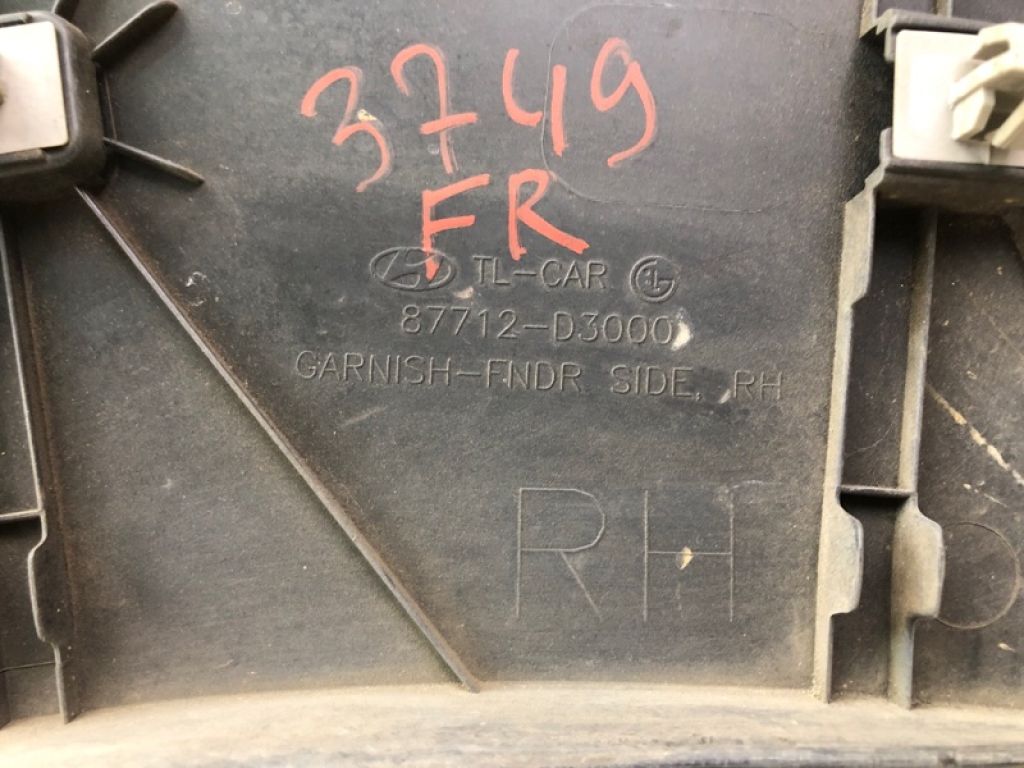 3749
FR
TL-CAR
87712-D3000
GARNISH-FNDR SIDE, RH
RH